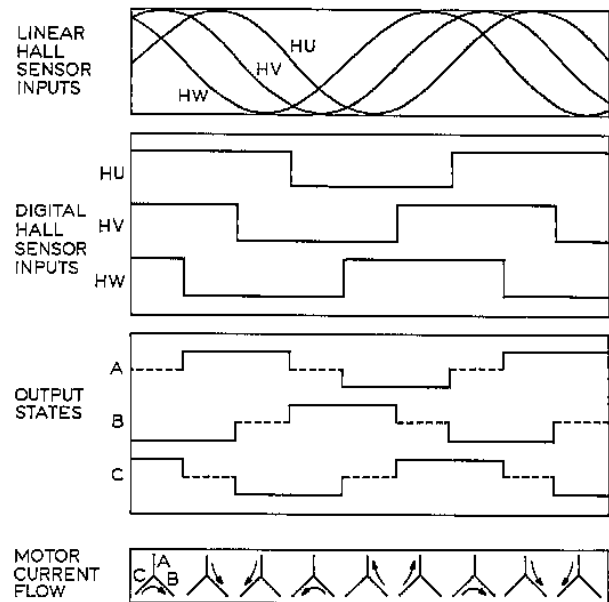 LINEAR
HALL
SENSOR
INPUTS
HU
HV
HW
DIGITAL
HALL
SENSOR
INPUTS
HU
HV
HW
OUTPUT
STATES
A
B
C
MOTOR
CURRENT
FLOW
A
C B